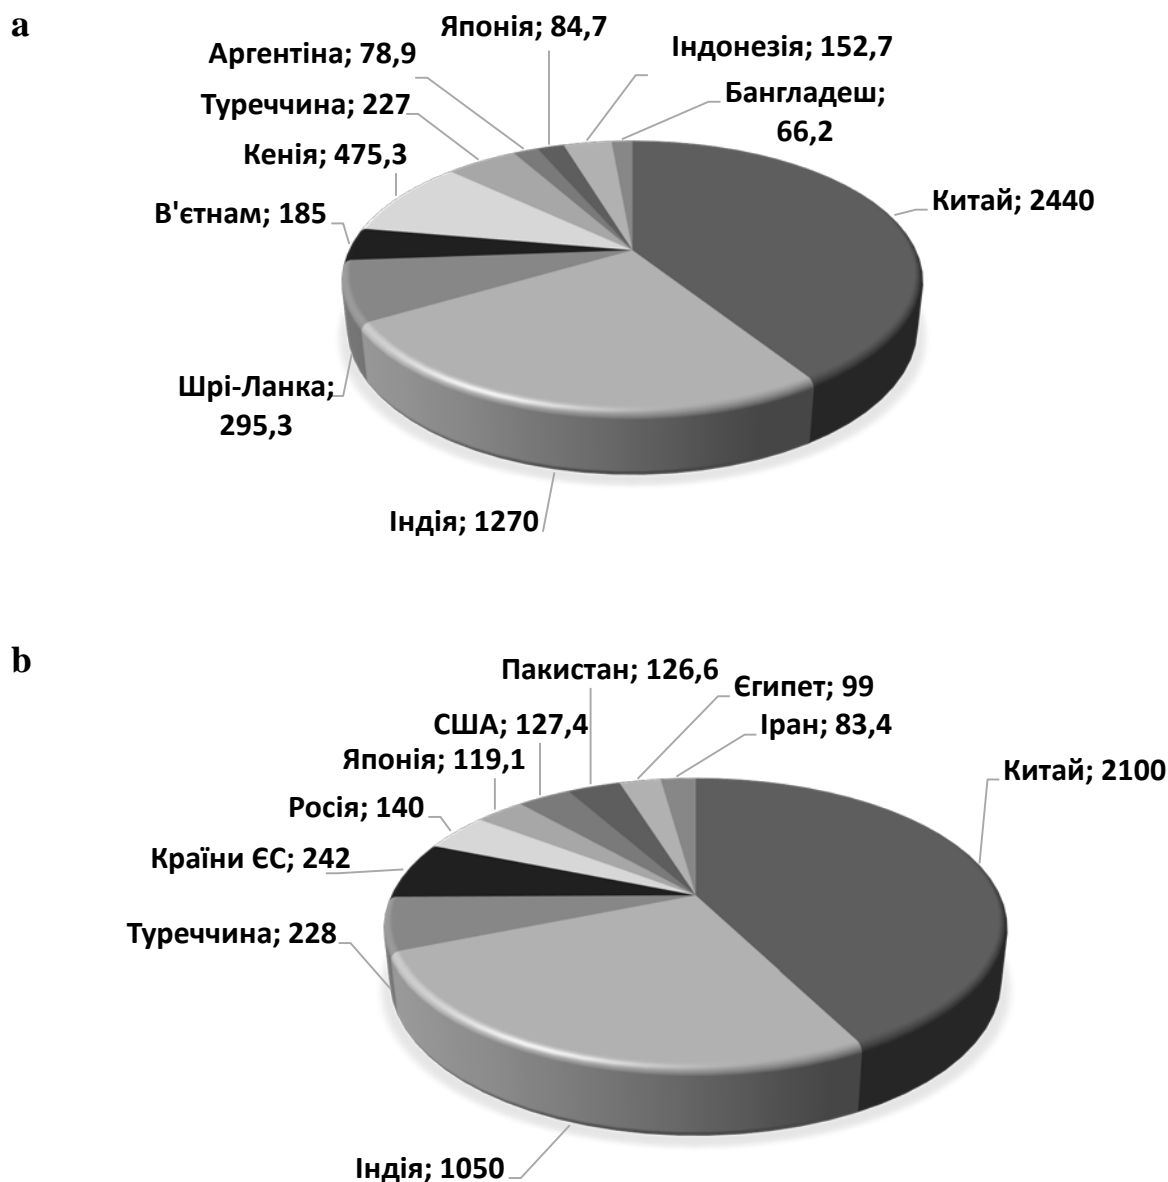 a
Японія; 84,7
Аргентіна; 78,9
Індонезія; 152,7
Туреччина; 227
Бангладеш;
66,2
Кенія; 475,3
В'єтнам; 185
Китай; 2440
Шрі-Ланка;
295,3
Індія; 1270
b
Пакистан; 126,6
Єгипет; 99
США; 127,4
Іран; 83,4
Японія; 119,1
Китай; 2100
Росія; 140
Країни ЄС; 242
Туреччина; 228
Індія; 1050